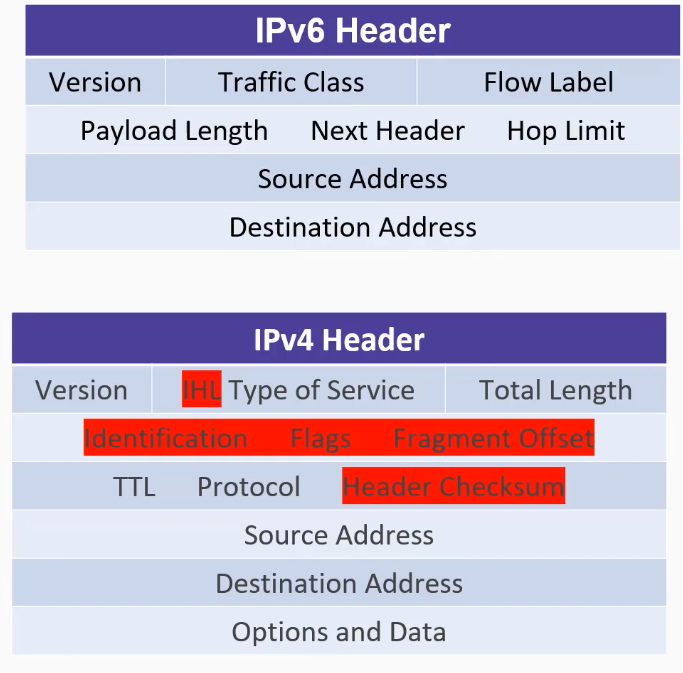 IPv6 Header
Version Traffic Class Flow Label
Payload Length Next Header Hop Limit
Source Address
Destination Address
IPv4 Header
Version IHL Type of Service Total Length
Identification Flags Fragment Offset
TTL Protocol Header Checksum
Source Address
Destination Address
Options and Data